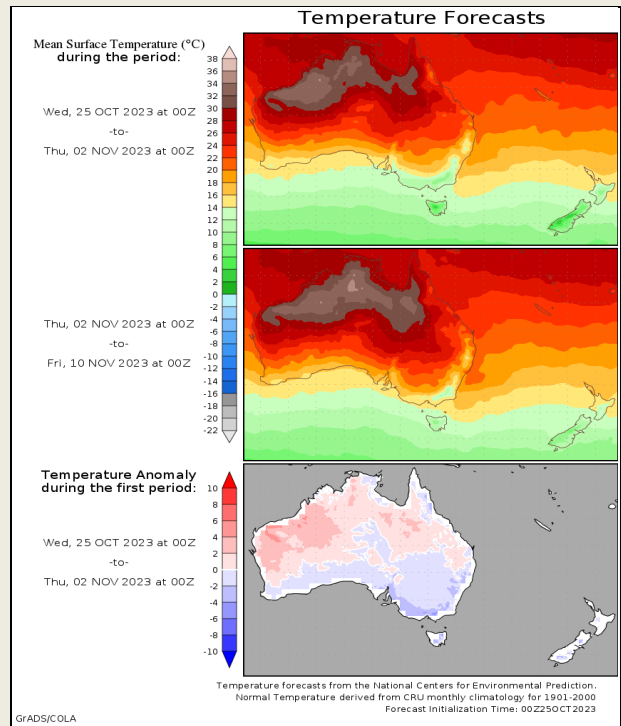 Temperature Forecasts
Mean Surface Temperature (°C)
during the period:
Wed, 25 OCT 2023 at 00Z
-to-
Thu, 02 NOV 2023 at 00Z
38
36
34
32
30
28
26
24
22
20
18
16
14
12
10
8
6
4
2
0
-2
-4
-6
-8
-10
-12
-14
-16
-18
-20
-22
Thu, 02 NOV 2023 at 00Z
-to-
Fri, 10 NOV 2023 at 00Z
Temperature Anomaly
during the first period:
Wed, 25 OCT 2023 at 00Z
-to-
Thu, 02 NOV 2023 at 00Z
10
8
6
4
2
0
-2
-4
-6
-8
-10
Temperature forecasts from the National Centers for Environmental Prediction.
Normal Temperature derived from CRU monthly climatology for 1901-2000
Forecast Initialization Time: 00Z25OCT2023
GrADS/COLA